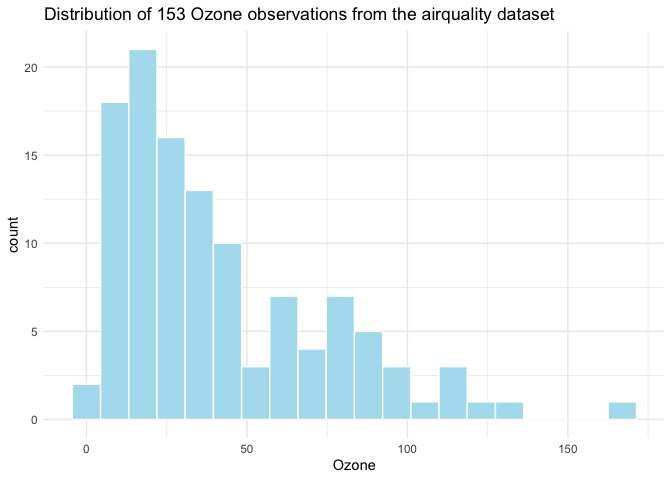 Distribution of 153 Ozone observations from the airquality dataset
20
15
10
5
0
count
0 50 100 150
Ozone